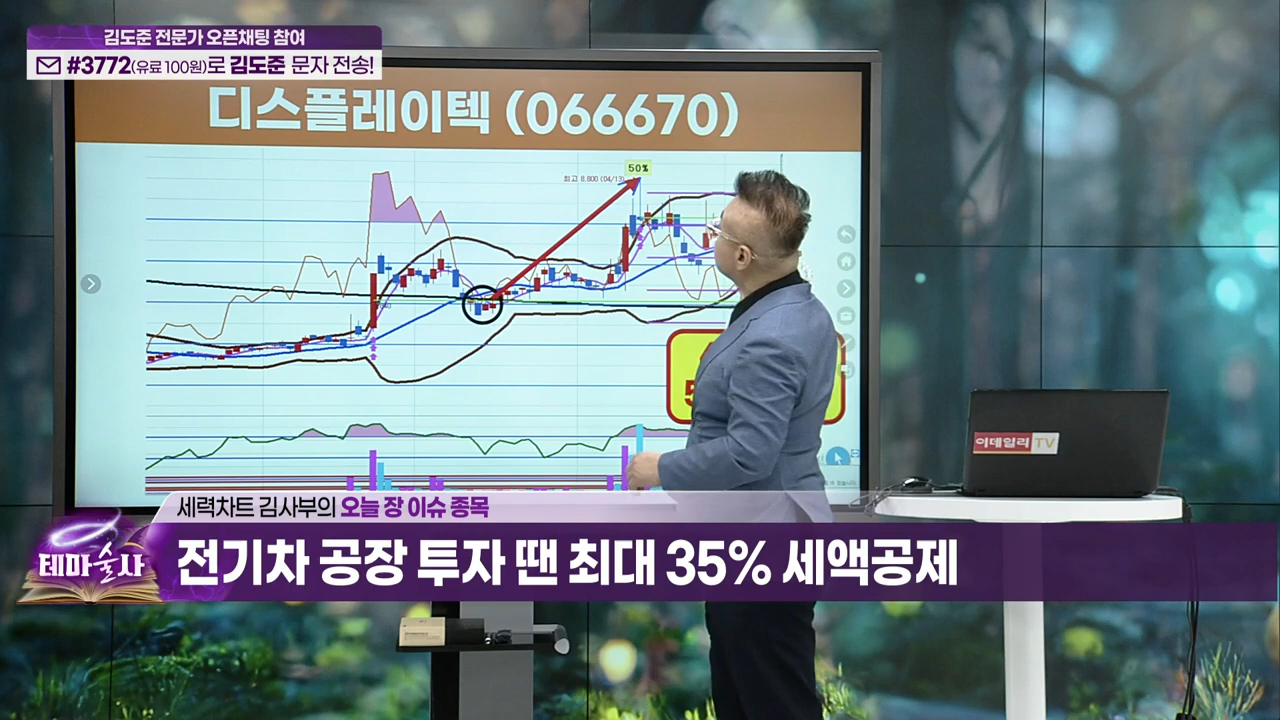 김도준 전문가 오픈채팅 참여
#3772(유료 100원)로 김도준 문자 전송!
디스플레이텍 (066670)
50%
최고 8,800 (04/13)
이데일리TV
세력차트 김사부의 오늘 장 이슈 종목
테마술사
전기차 공장 투자 땐 최대 35% 세액공제